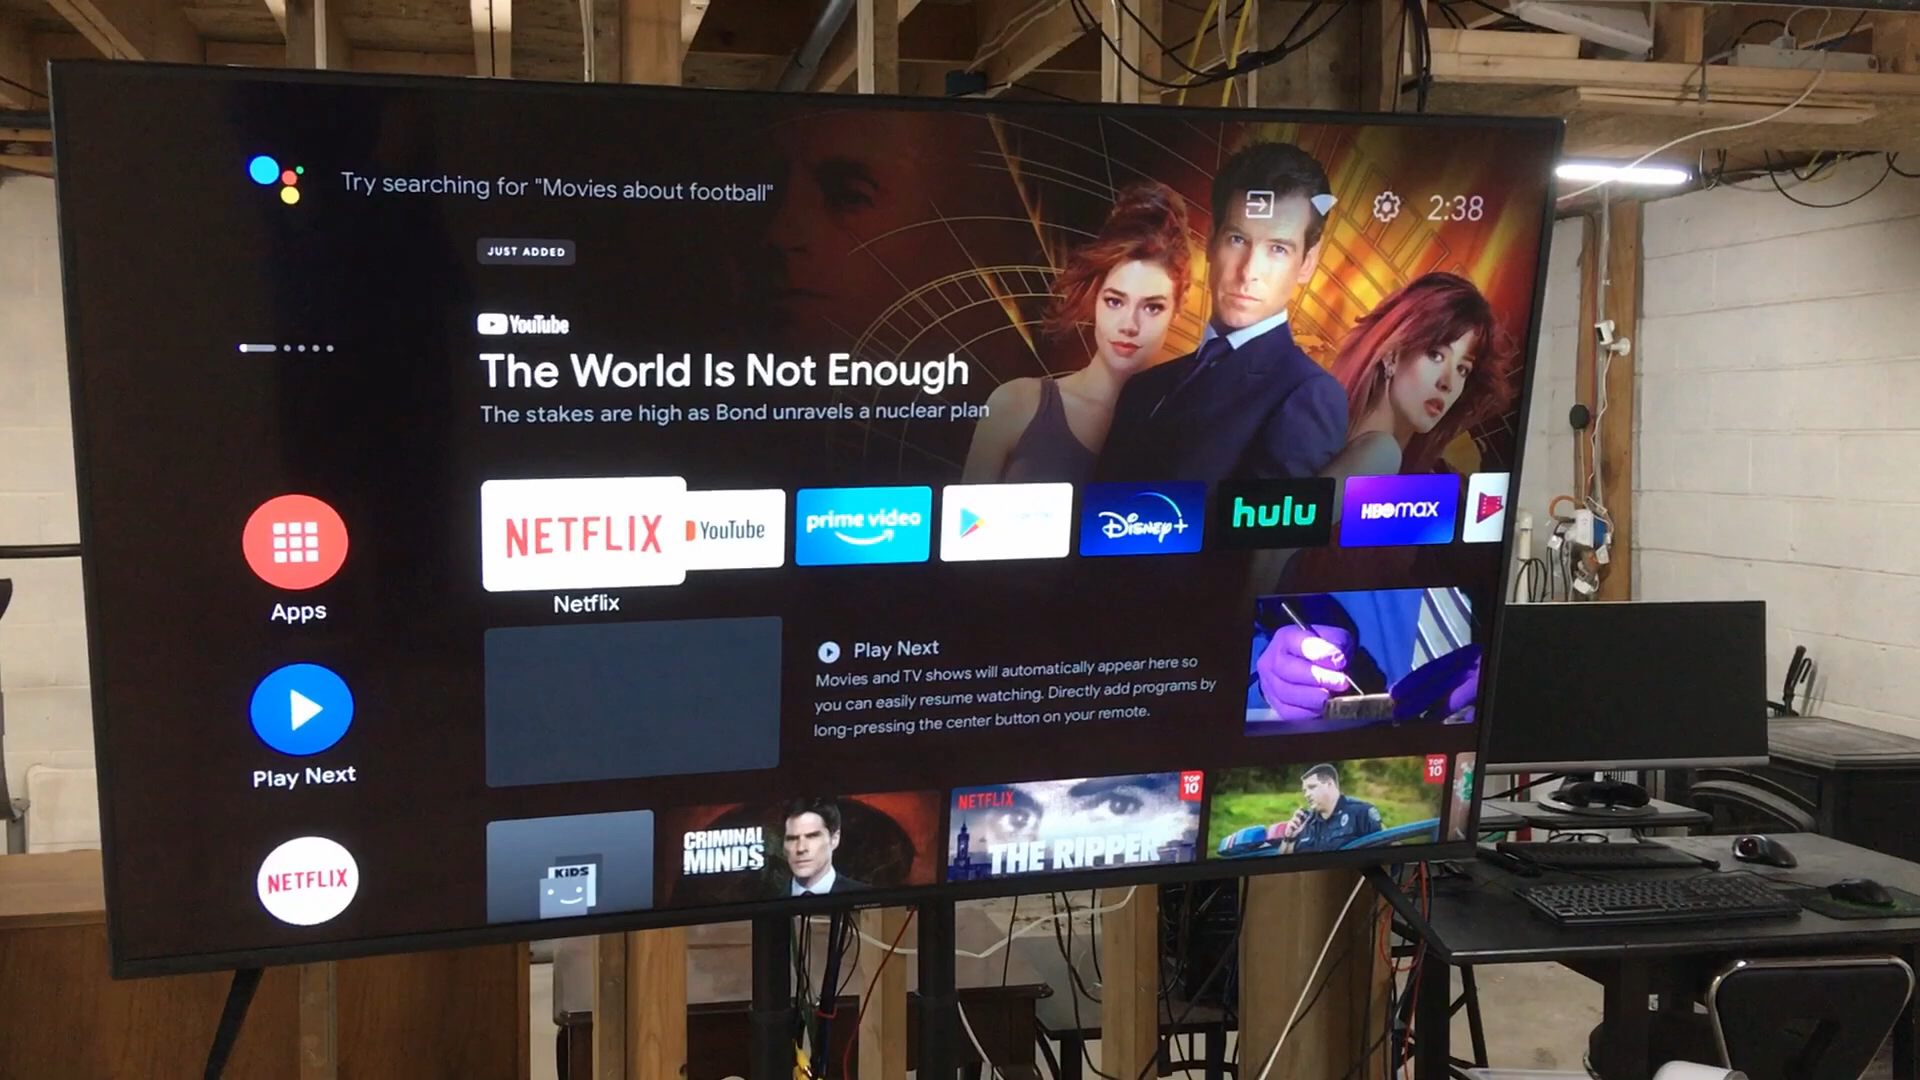 Try searching for "Movies about football"
2:38
JUST ADDED
YouTube
The World Is Not Enough
The stakes are high as Bond unravels a nuclear plan
NETFLIX
YouTube
prime video
Disney+
hulu
HBOmax
Apps
Netflix
Play Next
Movies and TV shows will automatically appear here so
you can easily resume watching. Directly add programs by
long-pressing the center button on your remote.
Play Next
NETFLIX
KiDS
CRIMINAL
MINDS
NETFLIX
TOP
10
THE RIPPER
TOP
10